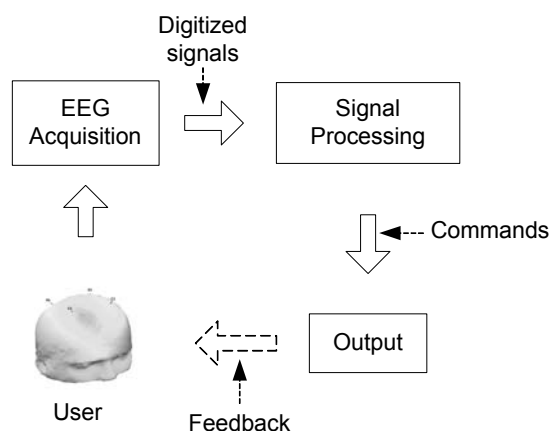 Digitized
signals
EEG
Acquisition
Signal
Processing
Commands
Output
User
Feedback